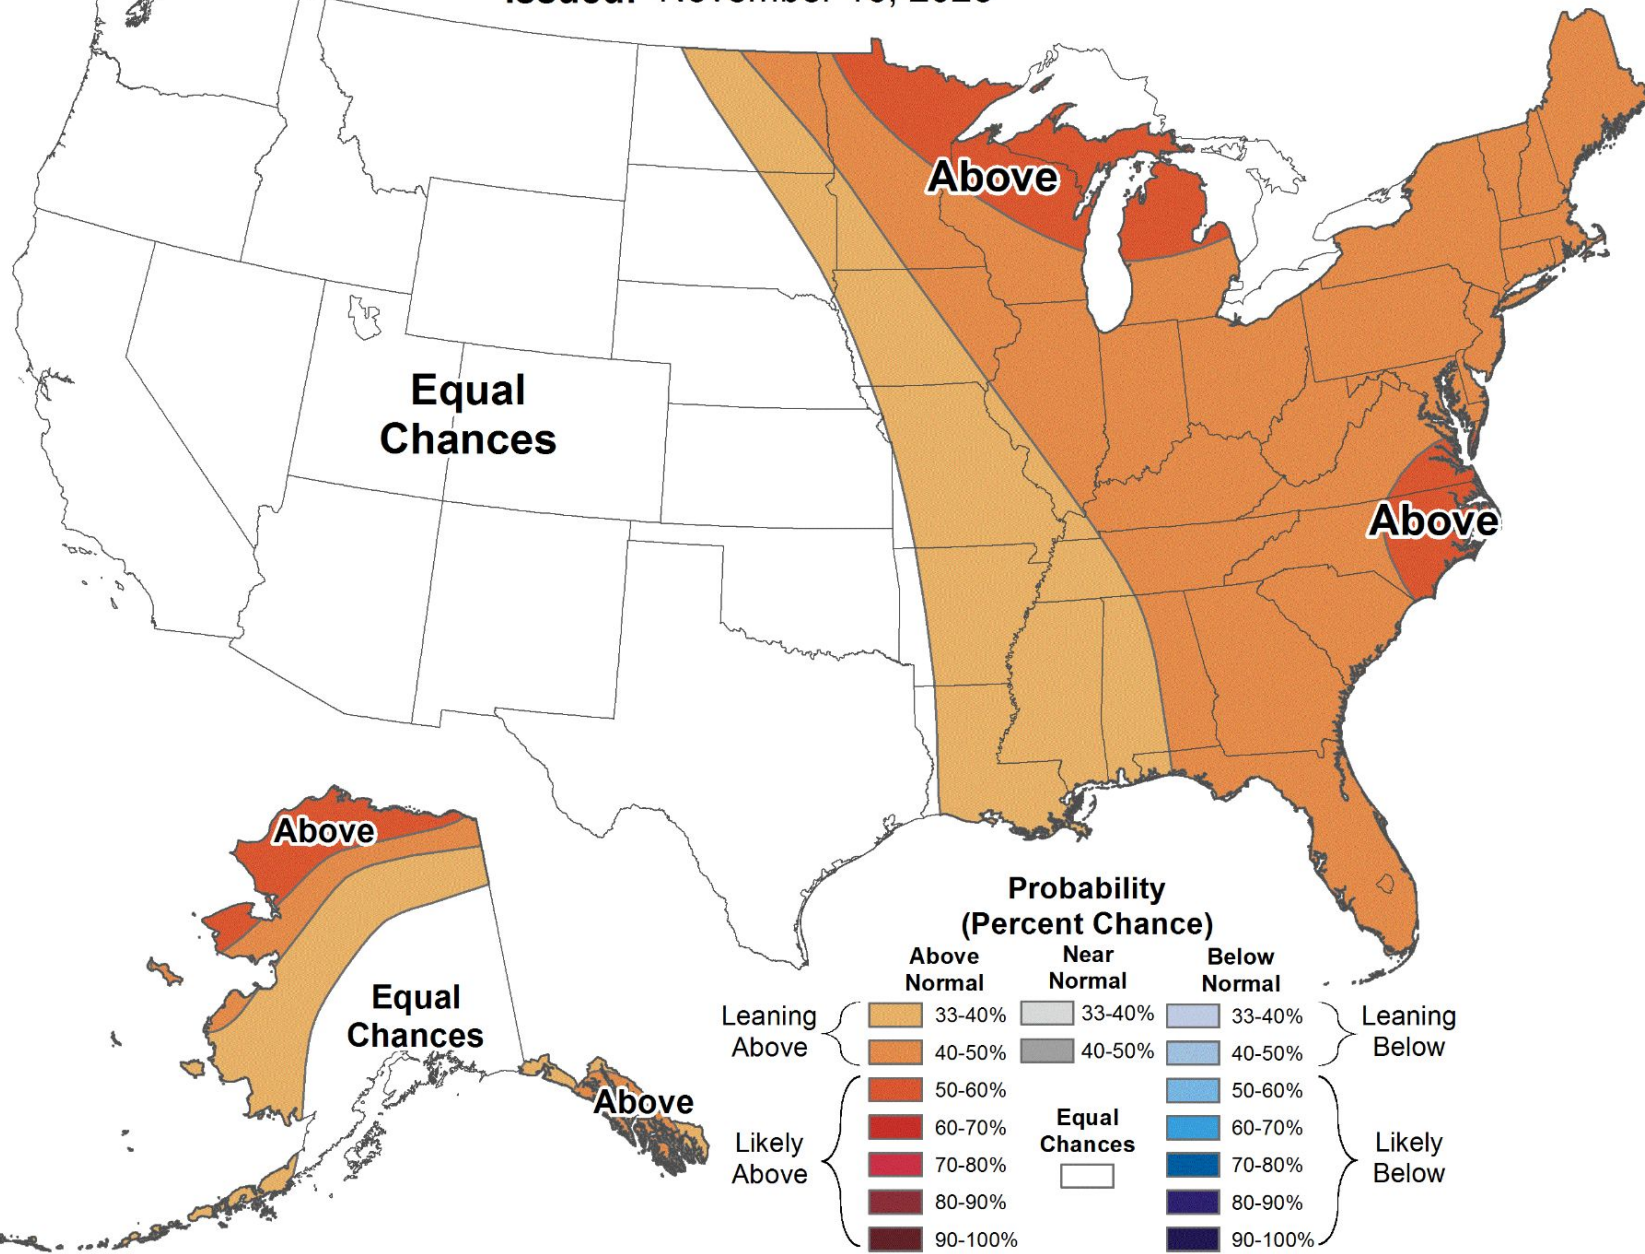 Above
Above
Equal
Chances
Above
Equal
Chances
Above
Probability
(Percent Chance)
Above
Normal
Near
Normal
Below
Normal
Leaning
Above
33-40%
33-40%
33-40%
Leaning
Below
40-50%
40-50%
40-50%
50-60%
50-60%
60-70%
Equal
Chances
60-70%
Likely
Above
70-80%
70-80%
Likely
Below
80-90%
80-90%
90-100%
90-100%